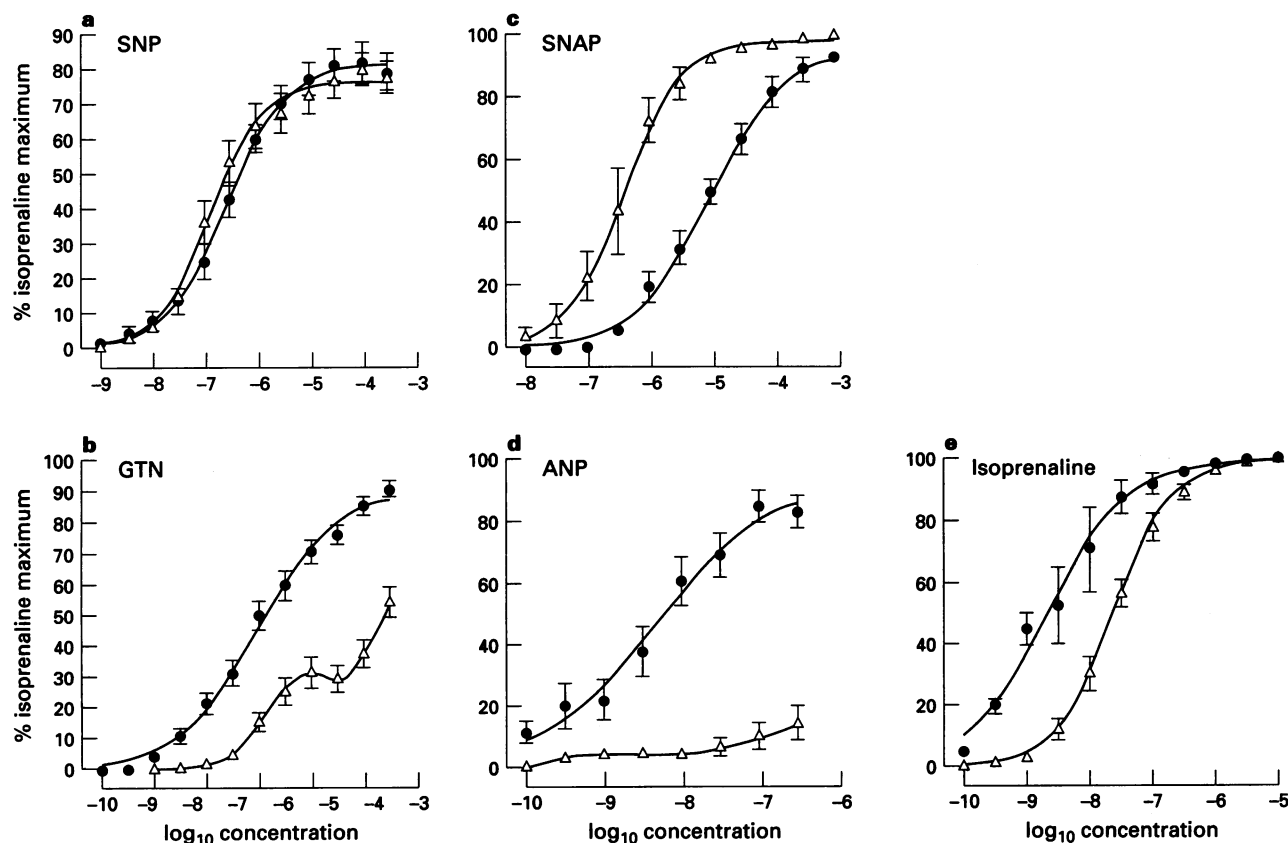 a
SNP
% isoprenaline maximum
90
80
70
60
50
40
30
20
10
0
–9 –8 –7 –6 –5 –4 –3
c
SNAP
100
80
60
40
20
0
–8 –7 –6 –5 –4 –3
b
GTN
% isoprenaline maximum
100
90
80
70
60
50
40
30
20
10
0
–10 –9 –8 –7 –6 –5 –4 –3
log10 concentration
d
ANP
100
80
60
40
20
0
–10 –8 –7 –6
log10 concentration
e
Isoprenaline
100
80
60
40
20
0
–10 –8 –7 –6 –5
log10 concentration